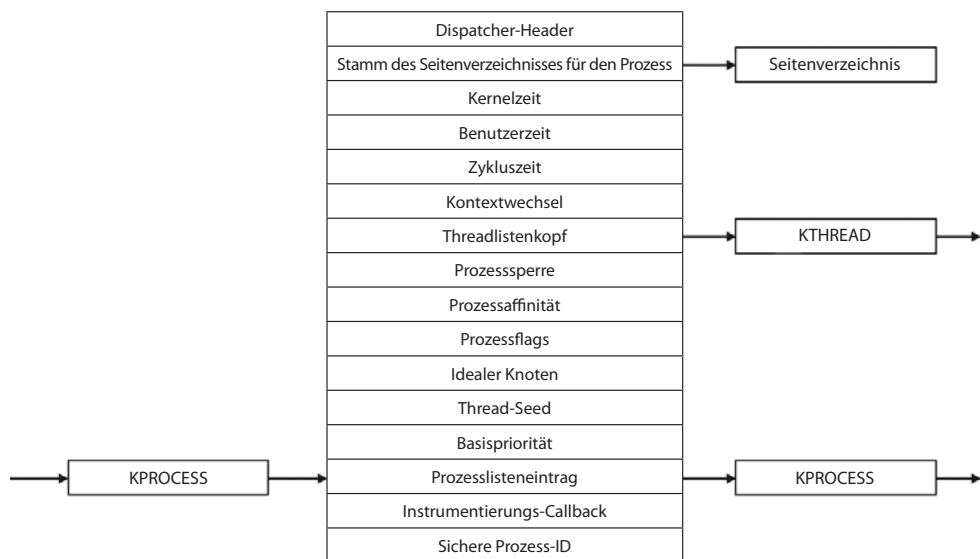 Dispatcher-Header
Stamm des Seitenverzeichnisses für den Prozess
Seitenverzeichnis
Kernelzeit
Benutzerzeit
Zykluszeit
Kontextwechsel
Threadlistenkopf
KTHREAD
Prozesssperre
Prozessaffinität
Prozessflags
Idealer Knoten
Thread-Seed
Basispriorität
KPROCESS
Prozesslisteneintrag
KPROCESS
Instrumentierungs-Callback
Sichere Prozess-ID